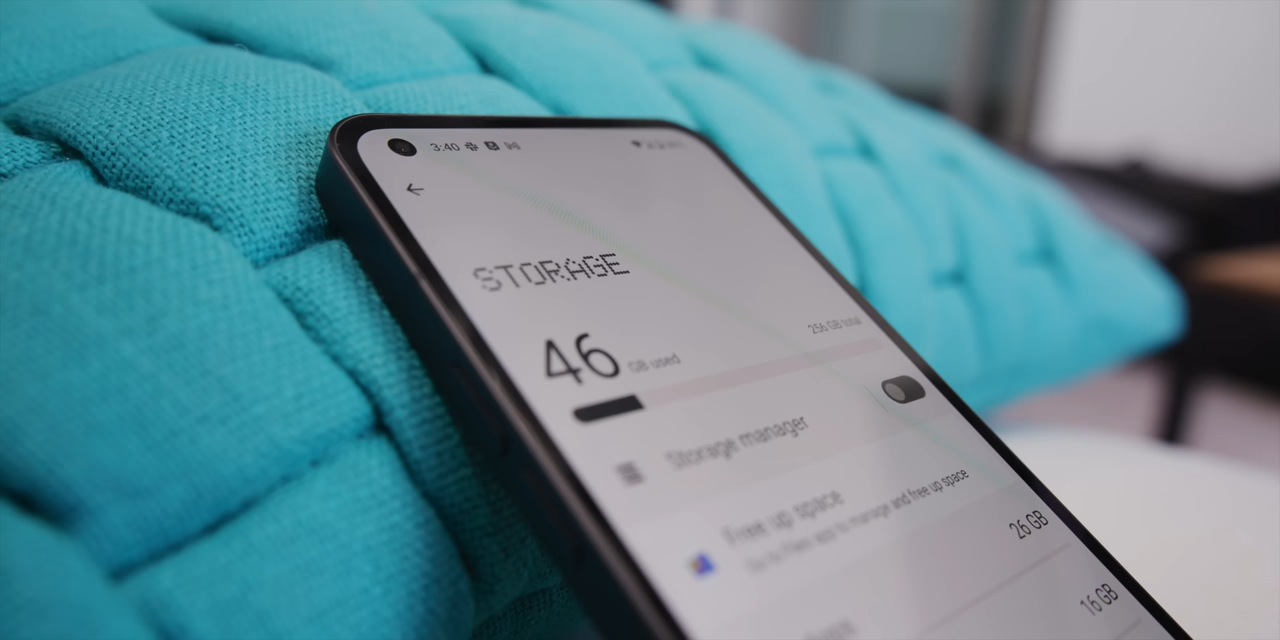 3:40
STORAGE
46 GB used
256 GB total
Storage manager
Free up space
Go to Files app to manage and free up space
26 GB
16 GB